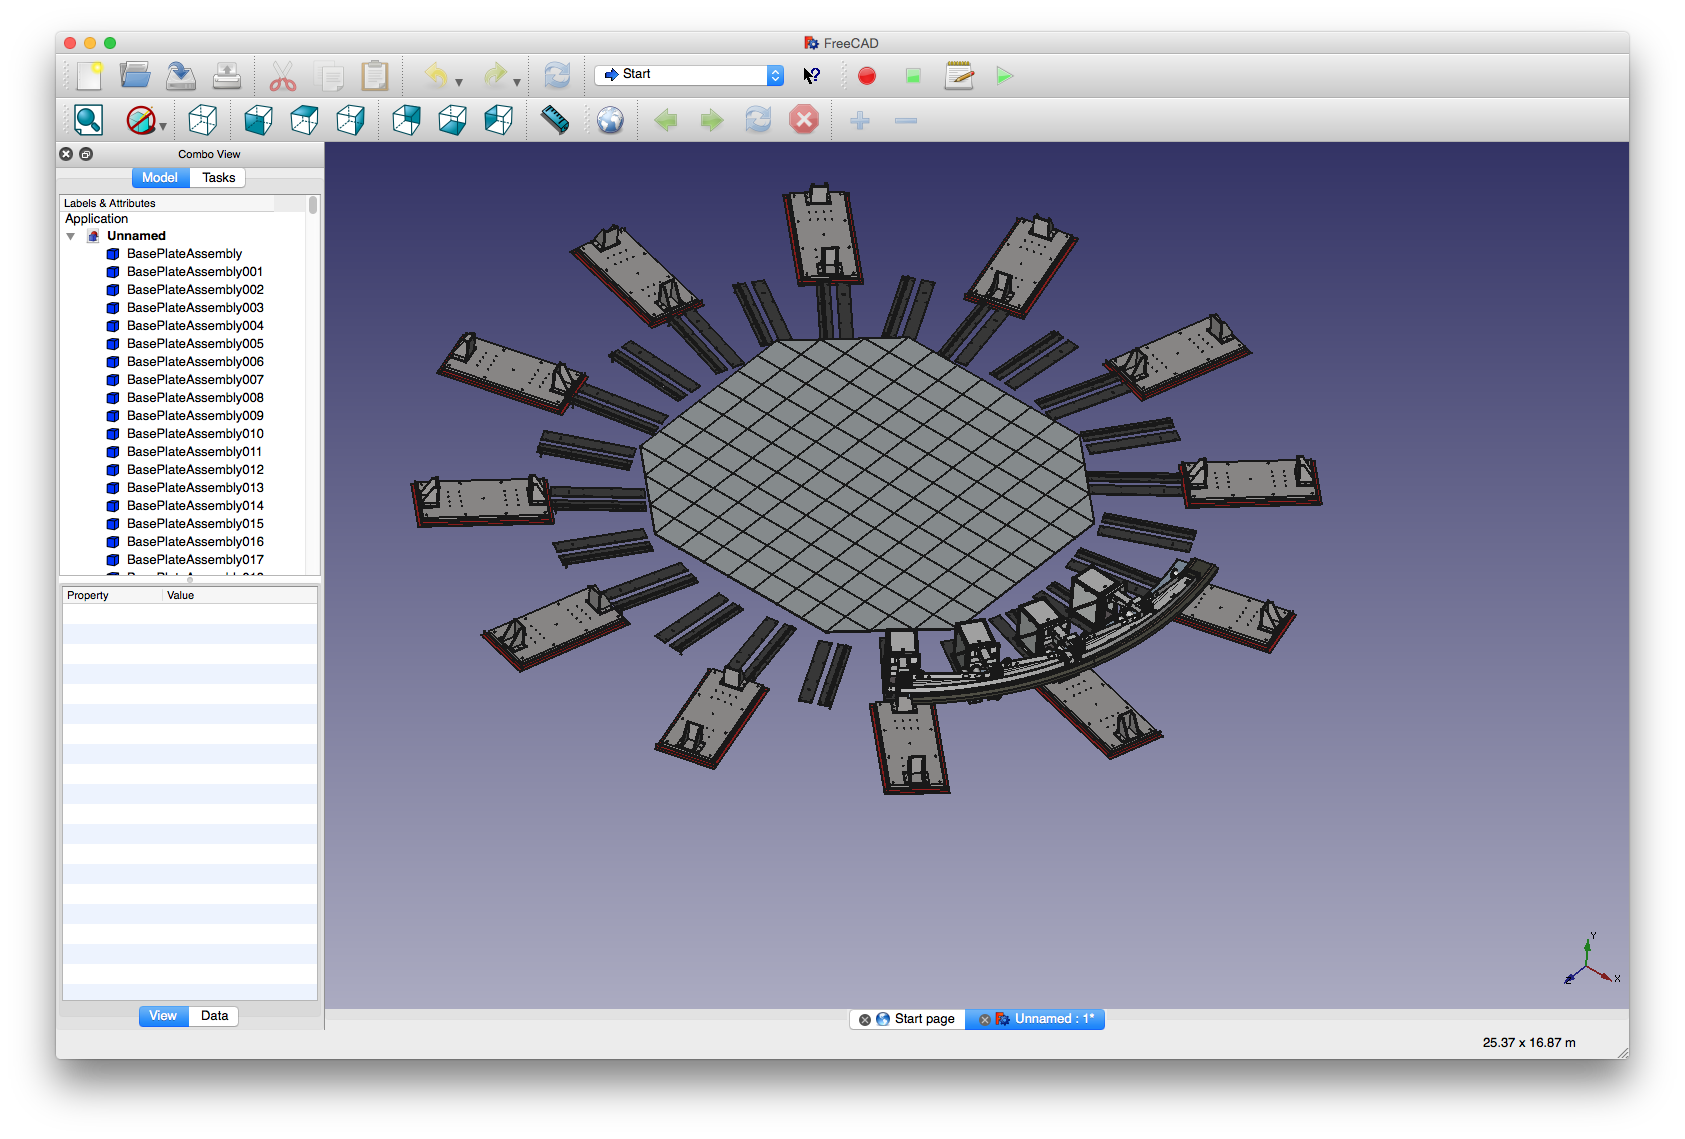 FreeCAD
Start
Combo View
Model Tasks
Labels & Attributes
Application
Unnamed
BasePlateAssembly
BasePlateAssembly001
BasePlateAssembly002
BasePlateAssembly003
BasePlateAssembly004
BasePlateAssembly005
BasePlateAssembly006
BasePlateAssembly007
BasePlateAssembly008
BasePlateAssembly009
BasePlateAssembly010
BasePlateAssembly011
BasePlateAssembly012
BasePlateAssembly013
BasePlateAssembly014
BasePlateAssembly015
BasePlateAssembly016
BasePlateAssembly017
Property Value
Y
X
Z
View Data
Start page Unnamed : 1*
25.37 x 16.87 m